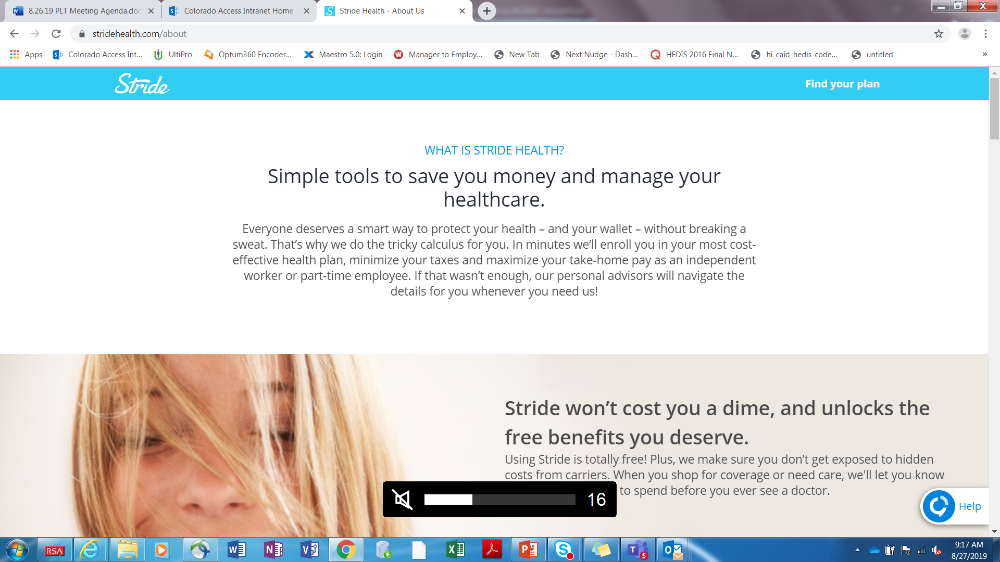 8.26.19 PLT Meeting Agenda.doc
Colorado Access Intranet Home -
Stride Health - About Us
stridehealth.com/about
Apps
Colorado Access Int...
UltiPro
Optum360 Encoder...
Maestro 5.0: Login
Manager to Employ...
New Tab
Next Nudge - Dash...
HEDIS 2016 Final N...
hi_caid_hedis_code...
untitled
»
Stride
Find your plan
WHAT IS STRIDE HEALTH?
Simple tools to save you money and manage your
healthcare.
Everyone deserves a smart way to protect your health – and your wallet – without breaking a
sweat. That’s why we do the tricky calculus for you. In minutes we’ll enroll you in your most cost-
effective health plan, minimize your taxes and maximize your take-home pay as an independent
worker or part-time employee. If that wasn’t enough, our personal advisors will navigate the
details for you whenever you need us!
Stride won’t cost you a dime, and unlocks the
free benefits you deserve.
Using Stride is totally free! Plus, we make sure you don’t get exposed to hidden
costs from carriers. When you shop for coverage or need care, we'll let you know
to spend before you ever see a doctor.
16
Help
RSA
5
9:17 AM
8/27/2019